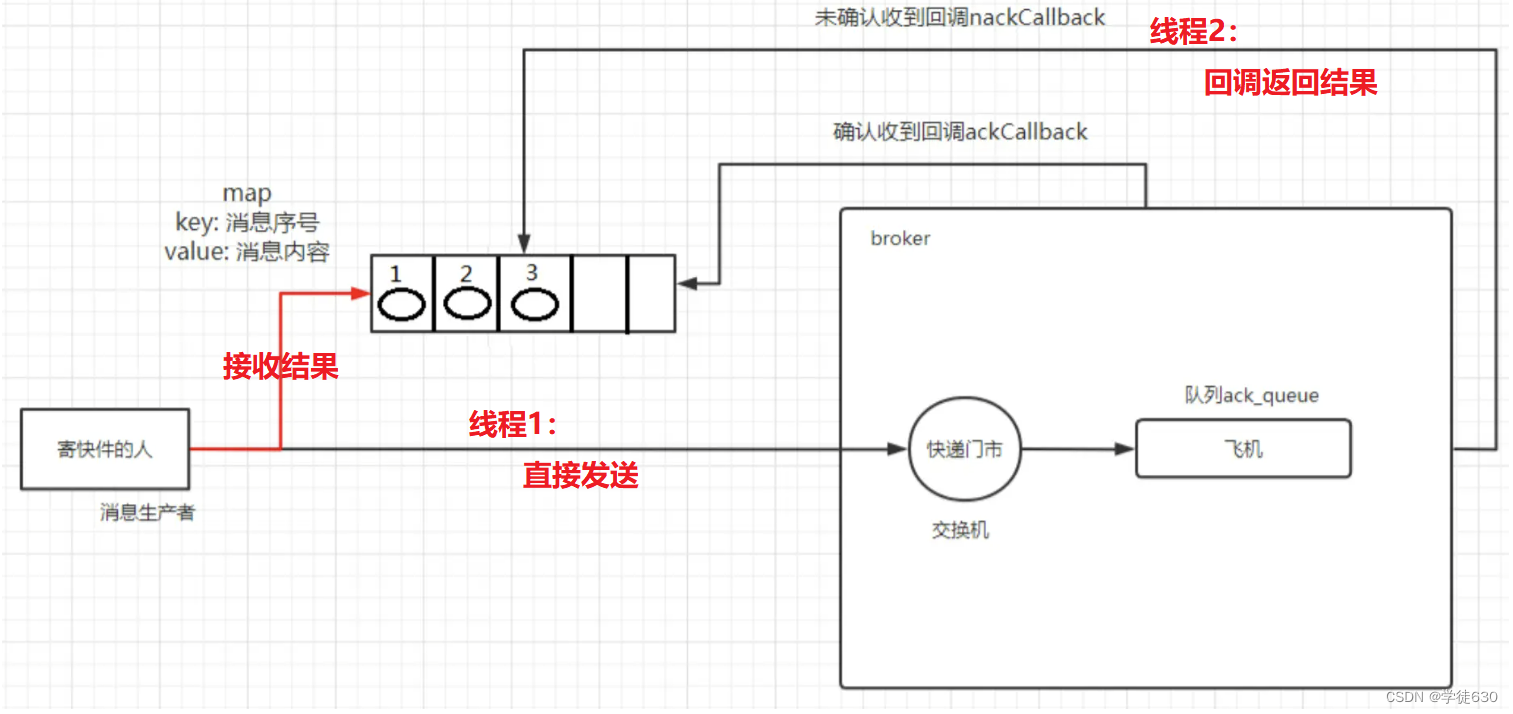 未确认收到回调nackCallback
线程2：
回调返回结果
确认收到回调ackCallback
map
key: 消息序号
value: 消息内容
broker
1
2
3
接收结果
队列ack_queue
线程1：
寄快件的人
快递门市
飞机
直接发送
消息生产者
交换机
CSDN @学徒630